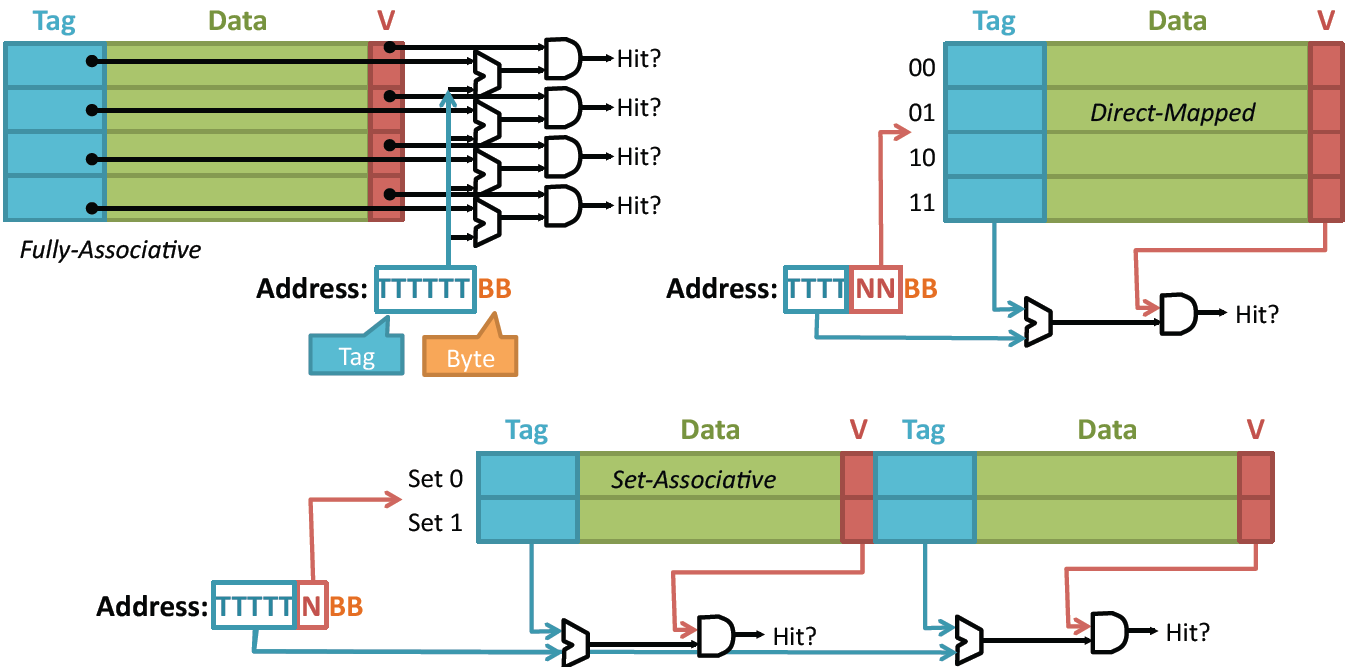 Tag Data V
Hit?
Hit?
Hit?
Hit?
Fully-Associative
Address: TTTTTT BB
Tag
Byte
Tag Data V
00
01 Direct-Mapped
10
11
Address: TTTT NN BB
Hit?
Tag Data V Tag Data V
Set 0 Set-Associative
Set 1
Address: TTTTT N BB
Hit? Hit?